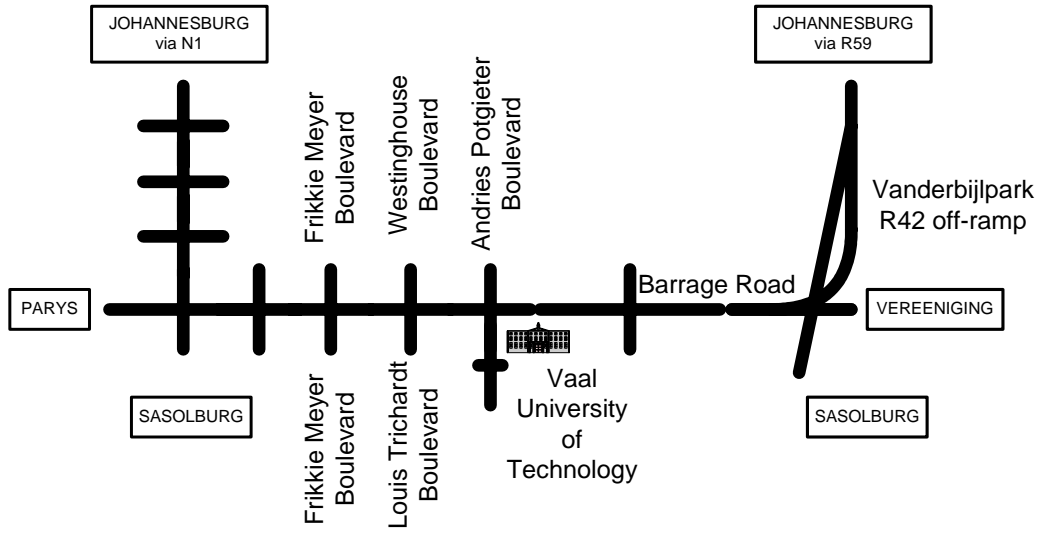 JOHANNESBURG
via N1
JOHANNESBURG
via R59
Frikkie Meyer
Boulevard
Westinghouse
Boulevard
Andries Potgieter
Boulevard
Vanderbijlpark
R42 off-ramp
Barrage Road
PARYS
VEREENIGING
SASOLBURG
Frikkie Meyer
Boulevard
Louis Trichardt
Boulevard
Vaal
University
of
Technology
SASOLBURG